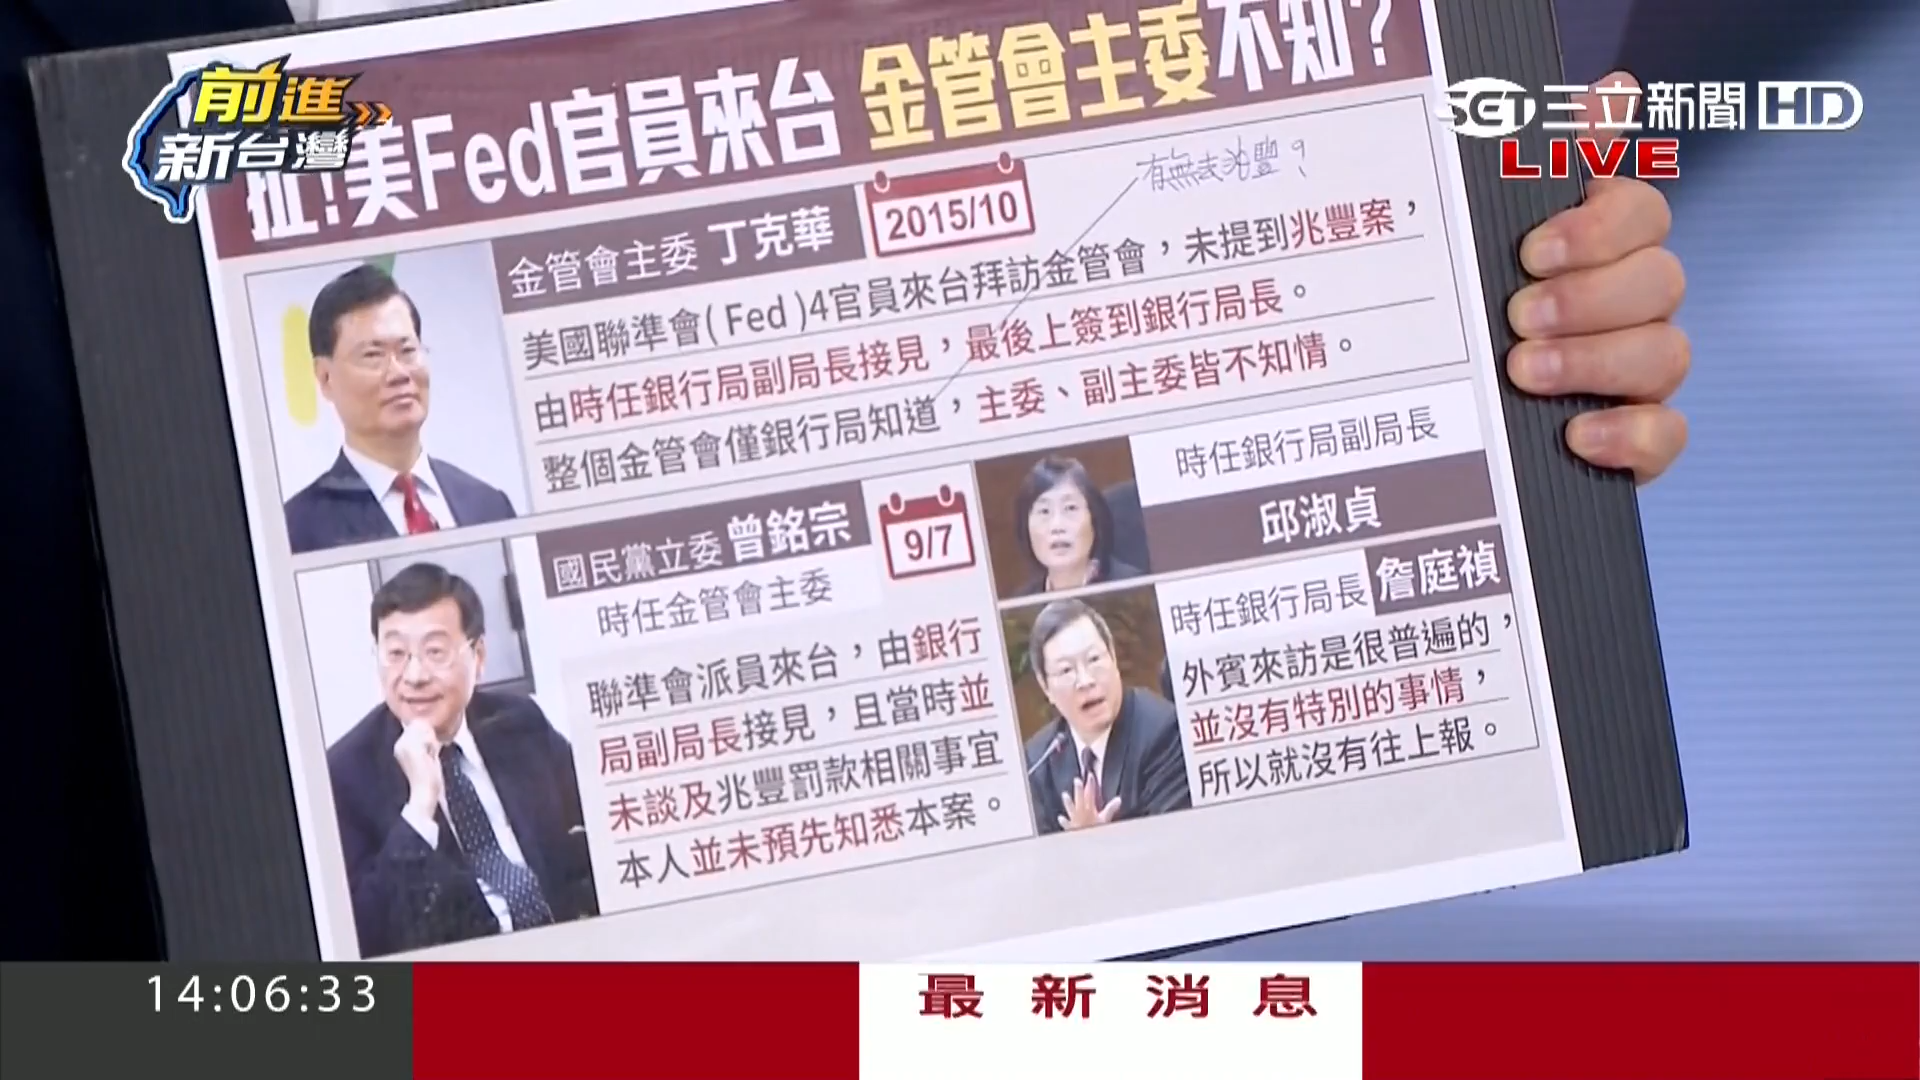 前進
新台灣
SET三立新聞HD
LIVE
扯!美Fed官員來台 金管會主委不知?
有無去兆豐?
金管會主委 丁克華
2015/10
美國聯準會(Fed)4官員來台拜訪金管會，未提到兆豐案，
由時任銀行局副局長接見，最後上簽到銀行局長。
整個金管會僅銀行局知道，主委、副主委皆不知情。
國民黨立委 曾銘宗
時任金管會主委
9/7
聯準會派員來台，由銀行
局副局長接見，且當時並
未談及兆豐罰款相關事宜
本人並未預先知悉本案。
時任銀行局副局長
邱淑貞
時任銀行局長 詹庭禎
外賓來訪是很普遍的，
並沒有特別的事情，
所以就沒有往上報。
14:06:33
最新消息